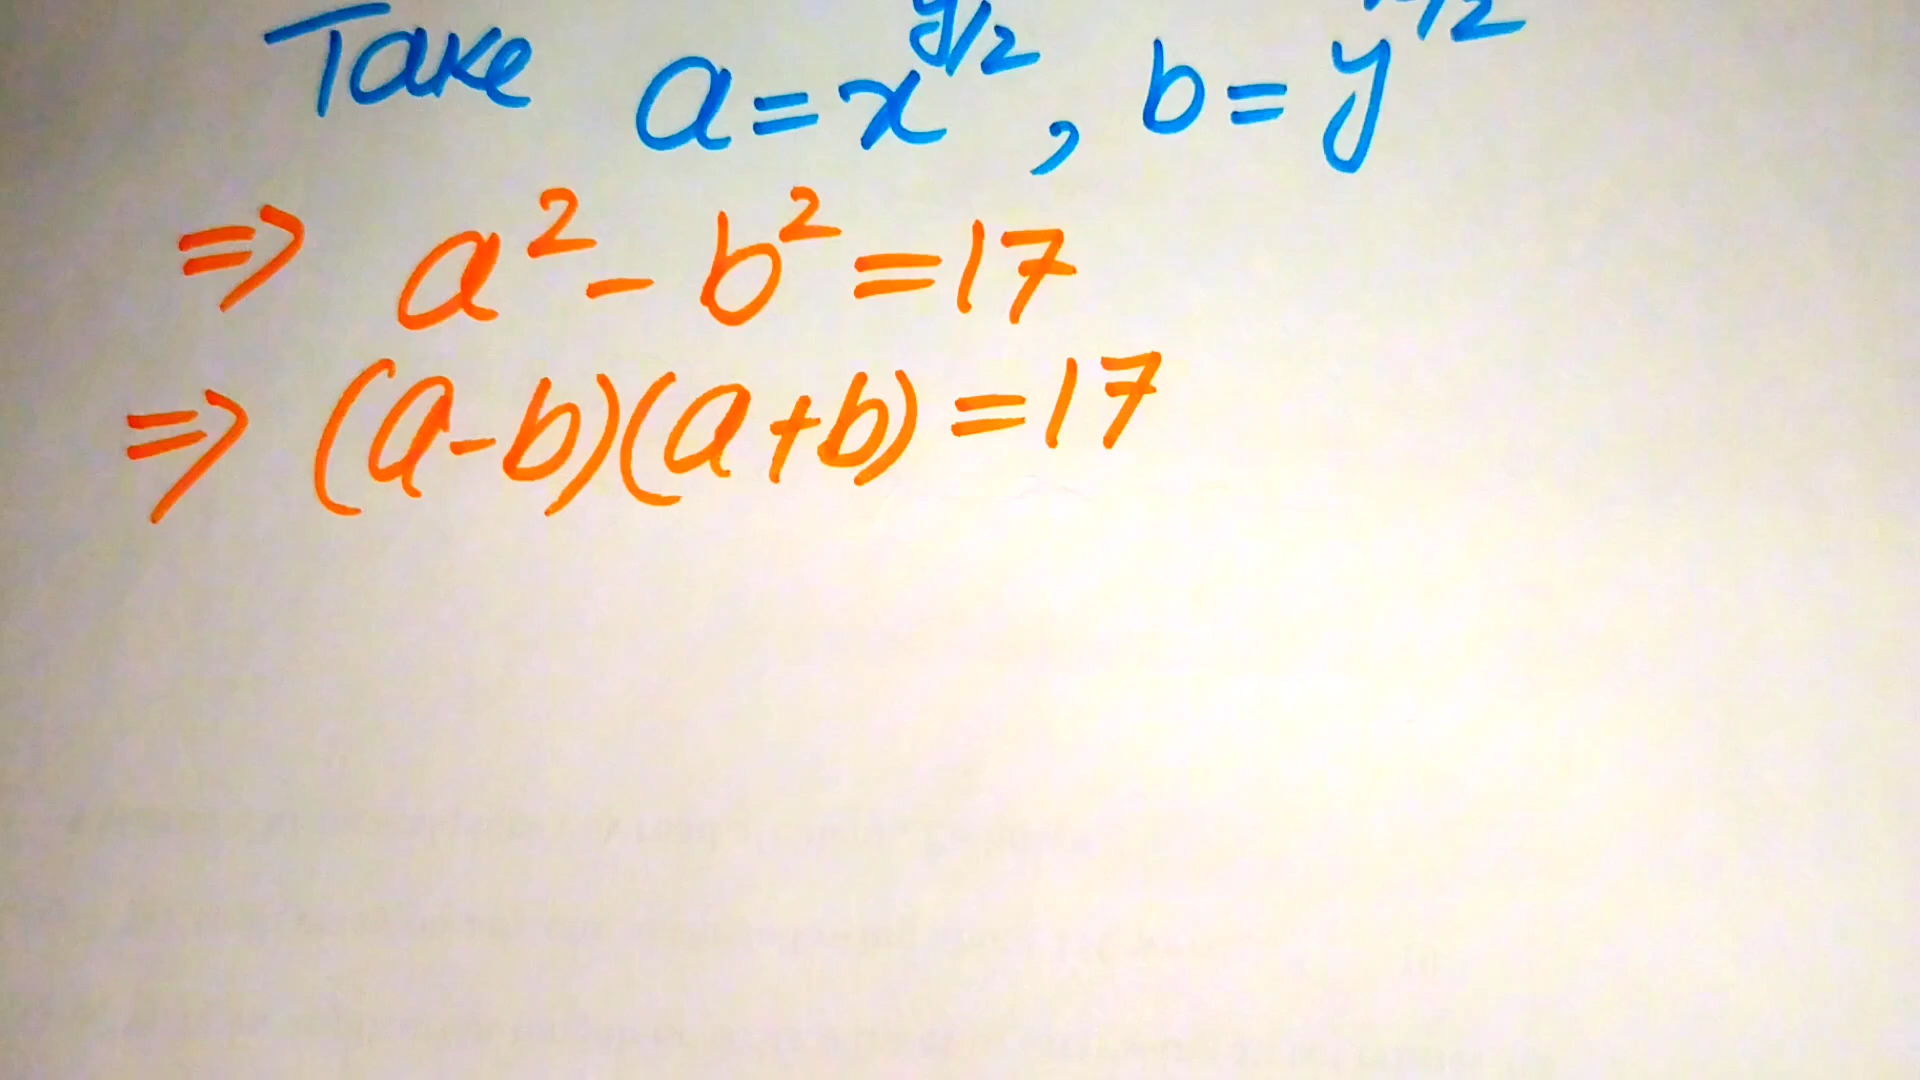 Take a = x^{y/2}, b = y^{x/2}
⇒ a² - b² = 17
⇒ (a-b)(a+b) = 17